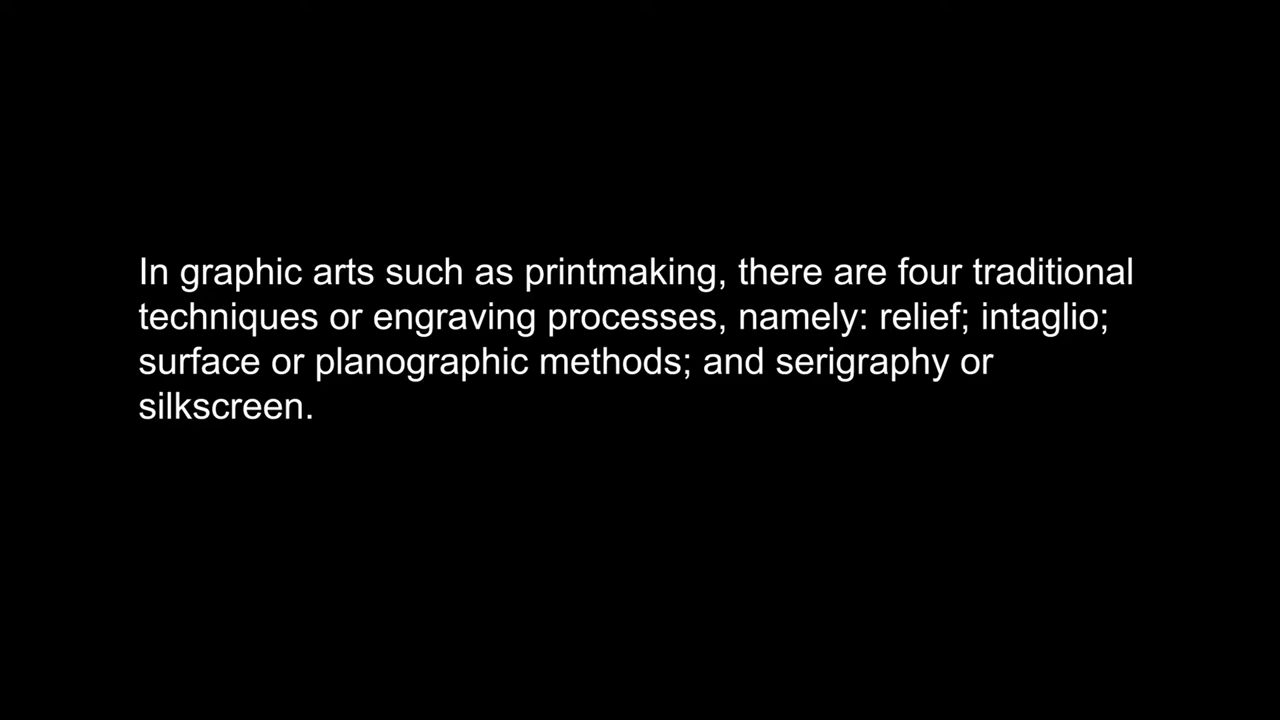 In graphic arts such as printmaking, there are four traditional
techniques or engraving processes, namely: relief; intaglio;
surface or planographic methods; and serigraphy or
silkscreen.